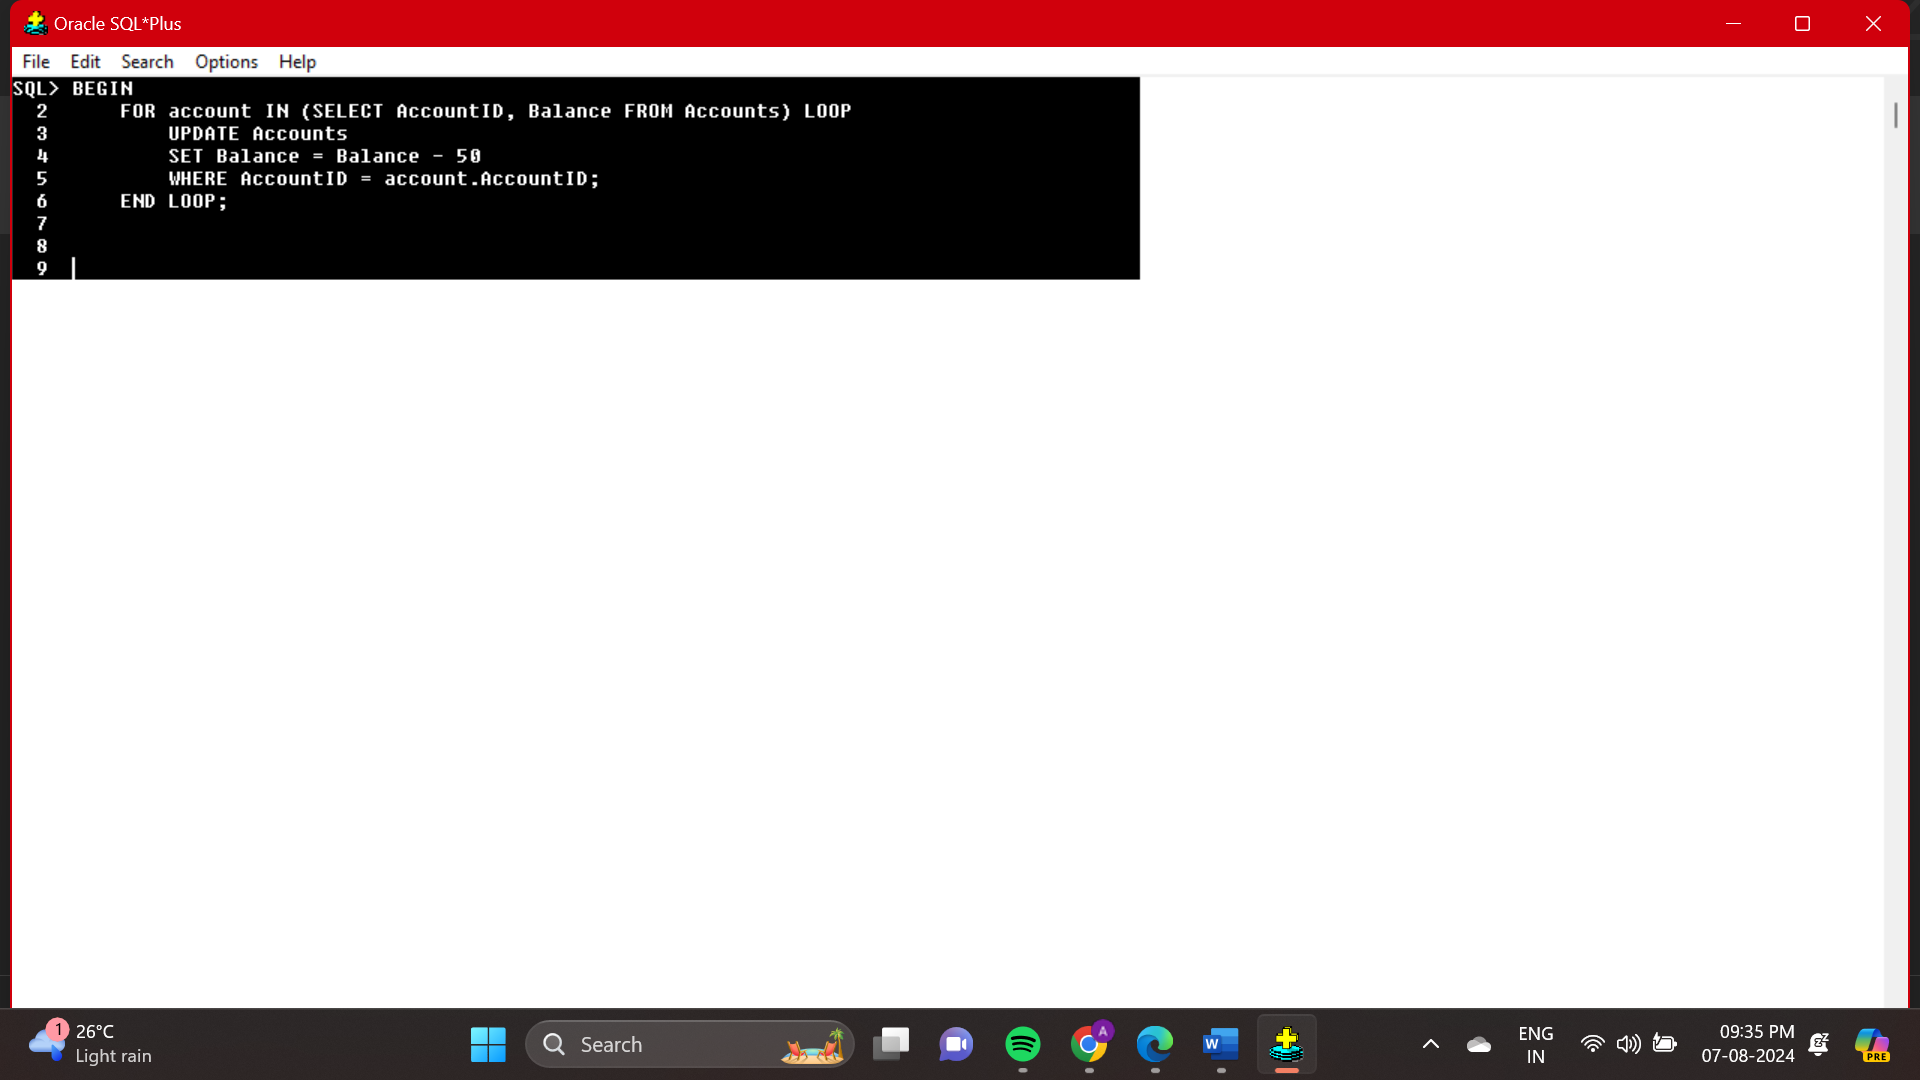 Oracle SQL*Plus
File Edit Search Options Help
SQL> BEGIN
2 FOR account IN (SELECT AccountID, Balance FROM Accounts) LOOP
3 UPDATE Accounts
4 SET Balance = Balance - 50
5 WHERE AccountID = account.AccountID;
6 END LOOP;
7
8
9
1
26°C
Light rain
Search
A
W
ENG
IN
09:35 PM
07-08-2024
PRE